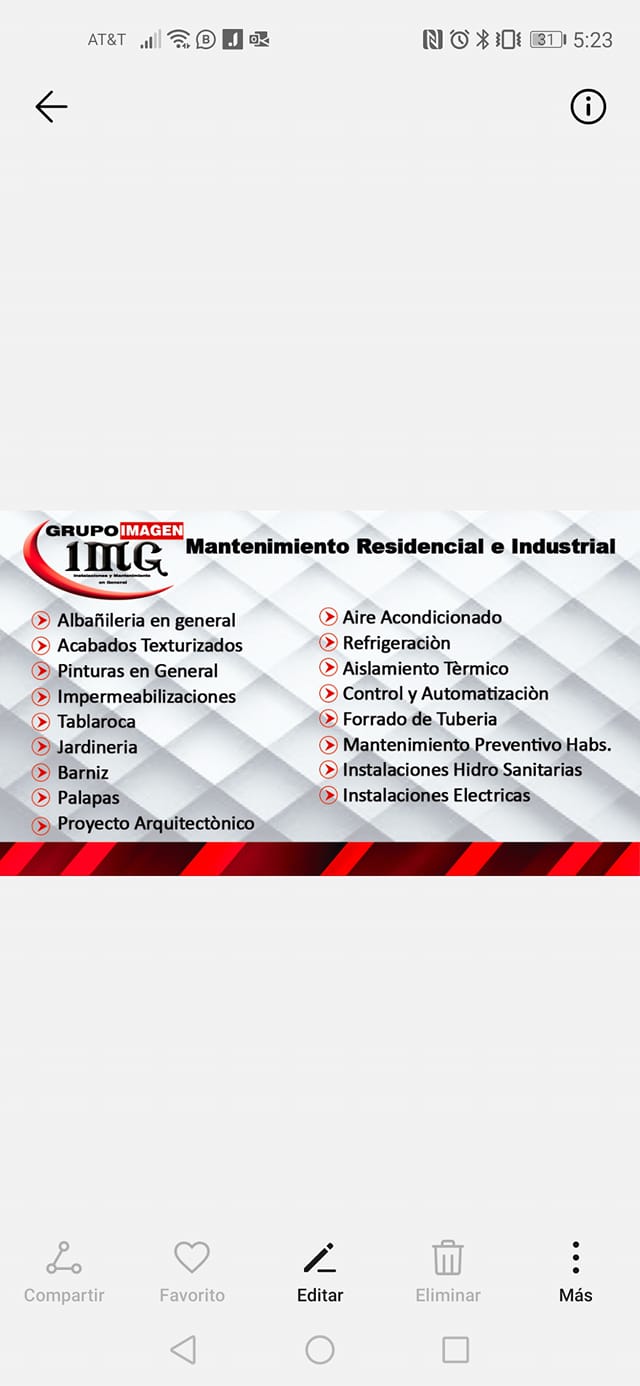 AT&T
31 5:23
GRUPO IMAGEN
IMG
Instalaciones y Mantenimiento
en General
Mantenimiento Residencial e Industrial
Albañileria en general
Acabados Texturizados
Pinturas en General
Impermeabilizaciones
Tablaroca
Jardineria
Barniz
Palapas
Proyecto Arquitectònico
Aire Acondicionado
Refrigeraciòn
Aislamiento Tèrmico
Control y Automatizaciòn
Forrado de Tuberia
Mantenimiento Preventivo Habs.
Instalaciones Hidro Sanitarias
Instalaciones Electricas
Compartir
Favorito
Editar
Eliminar
Más